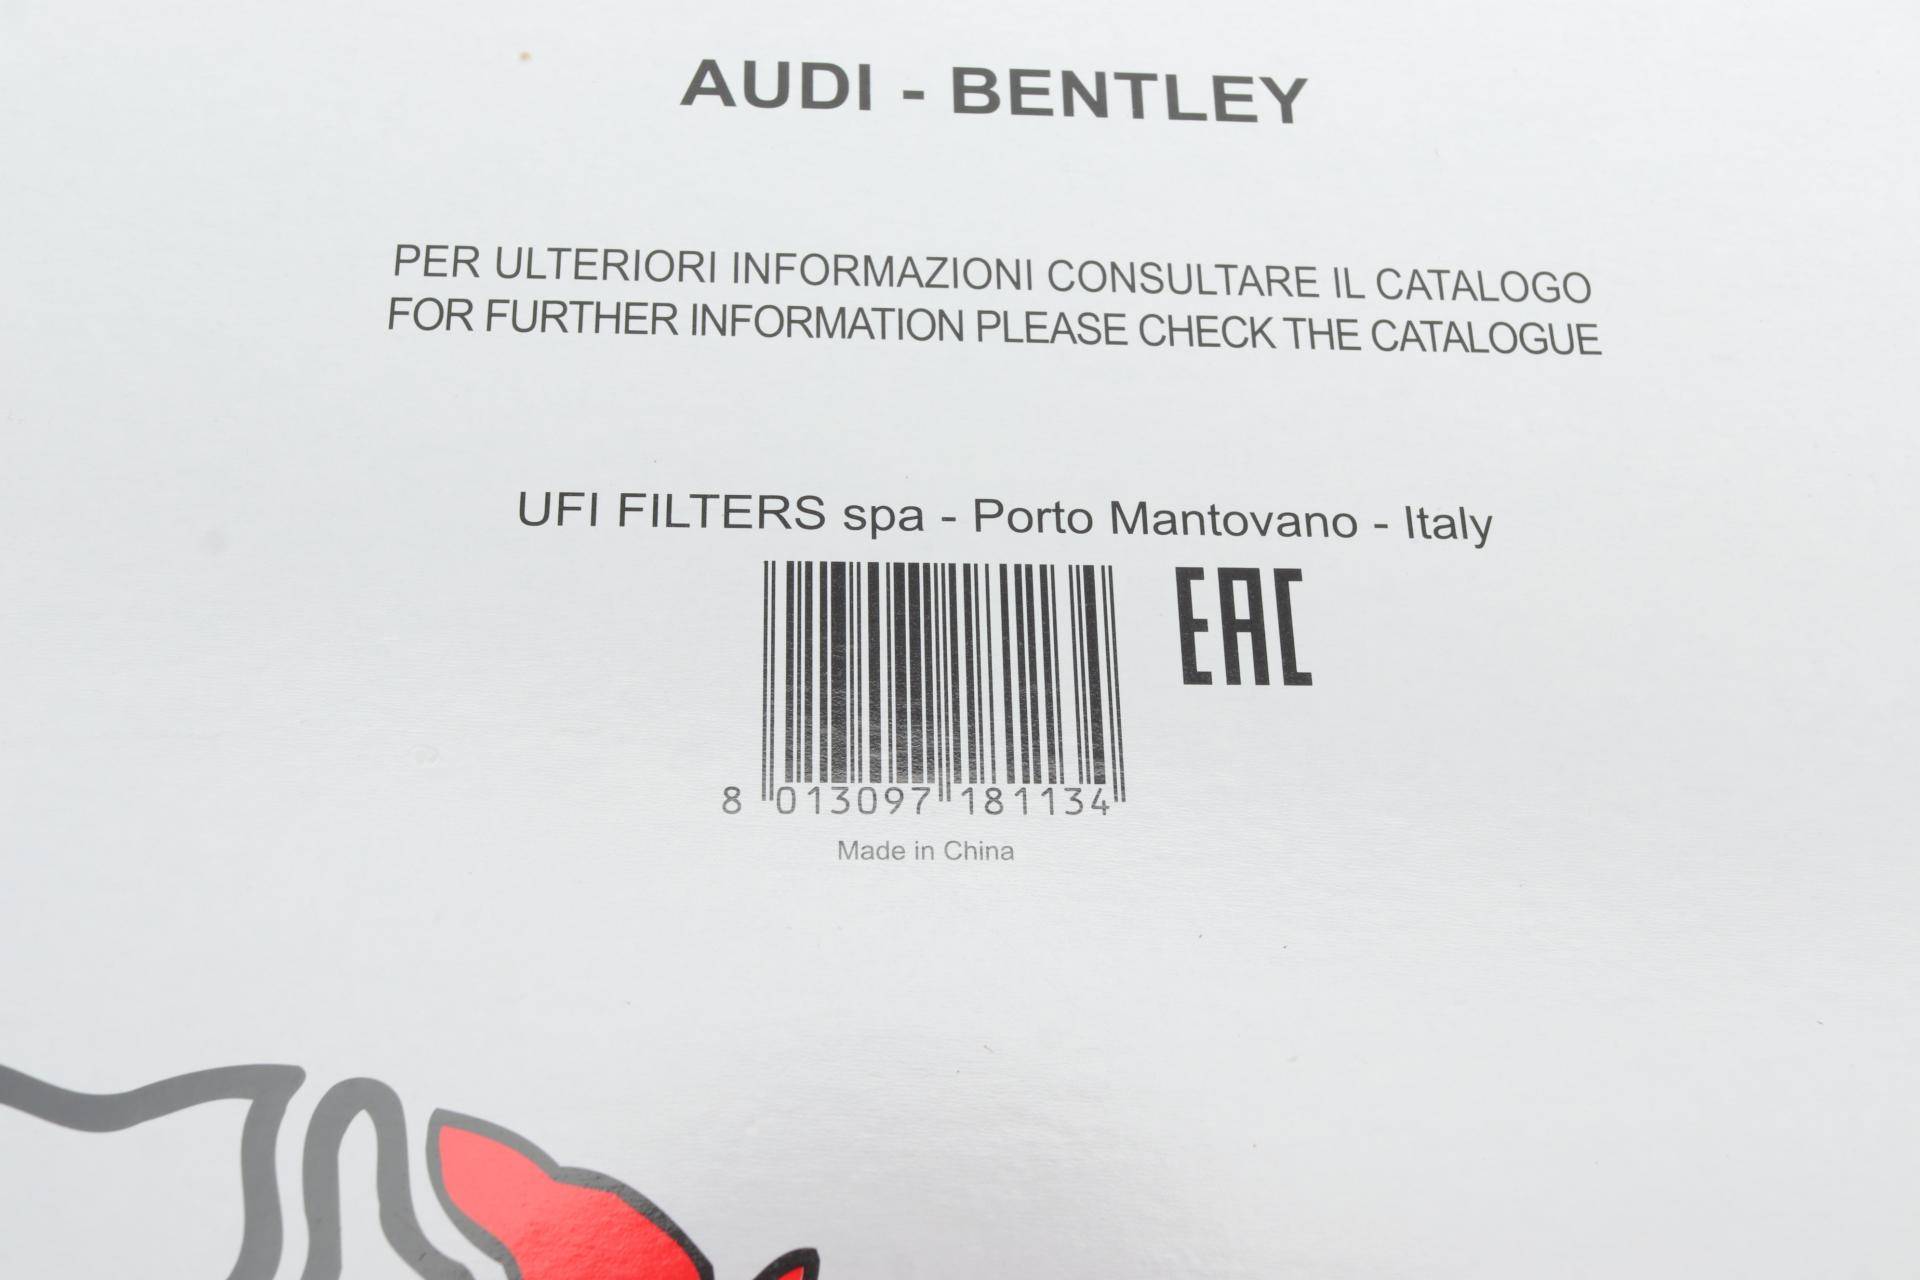 AUDI - BENTLEY
PER ULTERIORI INFORMAZIONI CONSULTARE IL CATALOGO
FOR FURTHER INFORMATION PLEASE CHECK THE CATALOGUE
UFI FILTERS spa - Porto Mantovano - Italy
EAC
8 013097 181134
Made in China